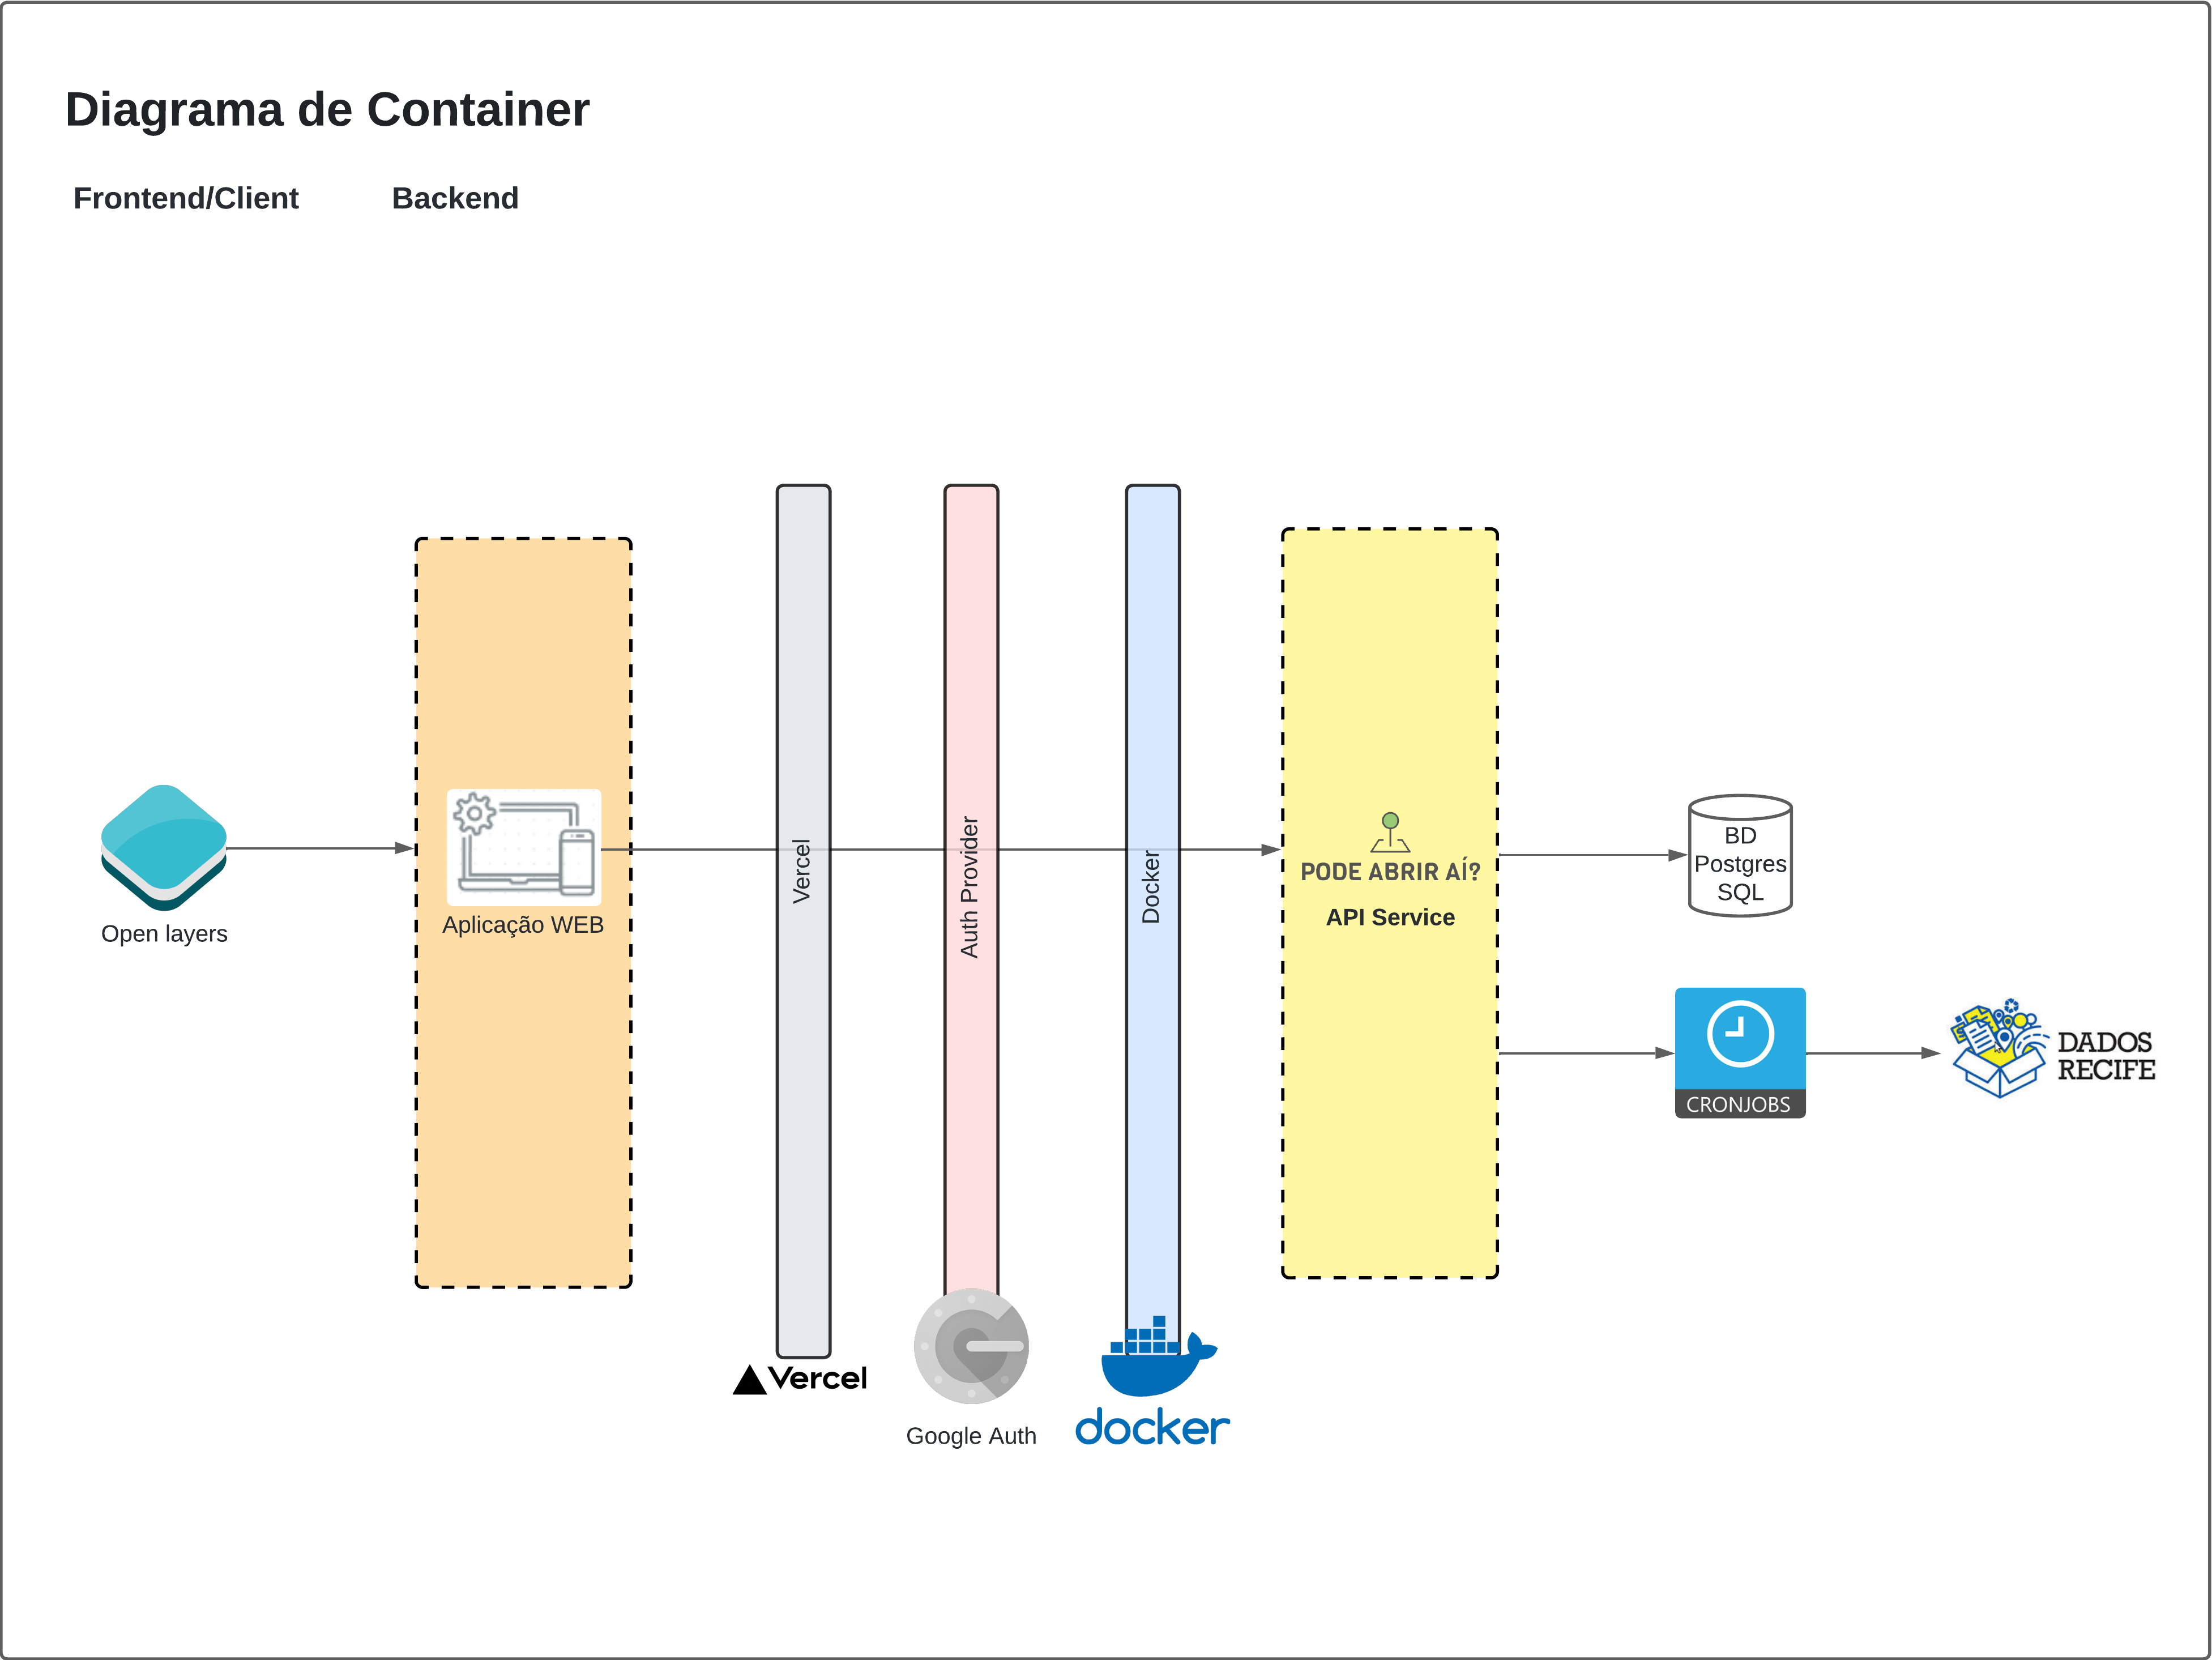 Diagrama de Container
Frontend/Client
Backend
Open layers
Aplicação WEB
Vercel
Auth Provider
Docker
Vercel
Google Auth
docker
PODE ABRIR AÍ?
API Service
BD
Postgres
SQL
CRONJOBS
DADOS
RECIFE